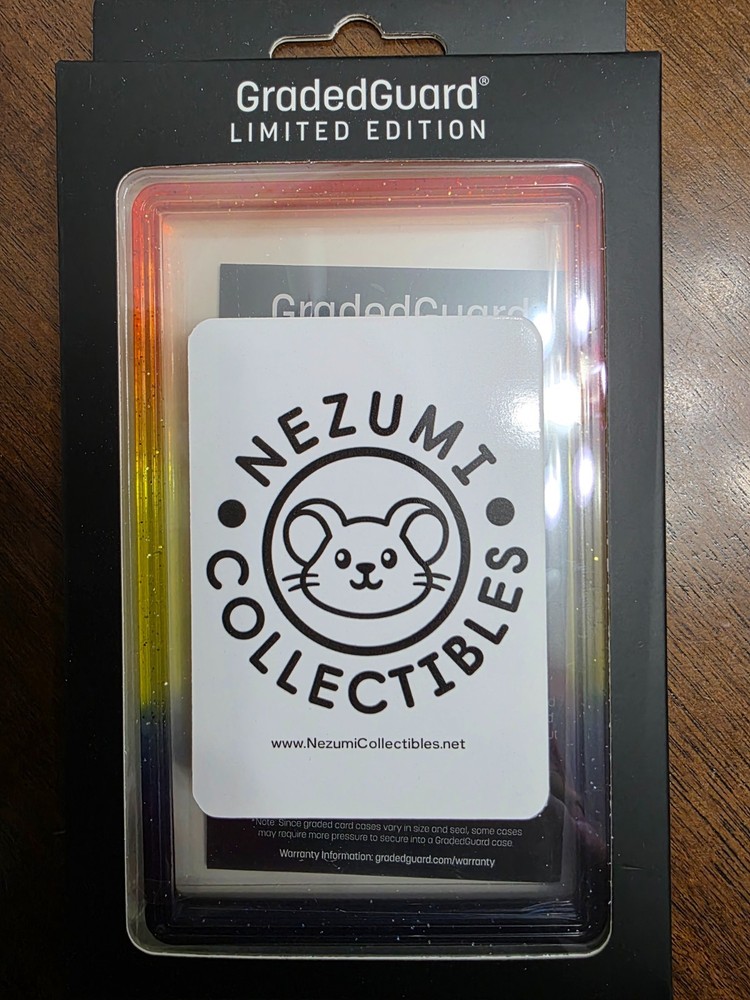 GradedGuard®
LIMITED EDITION
GradedGuard
NEZUMI
COLLECTIBLES
www.NezumiCollectibles.net
*Note: Since graded card cases vary in size and seal, some cases
may require more pressure to secure into a GradedGuard case.
Warranty Information: gradedguard.com/warranty